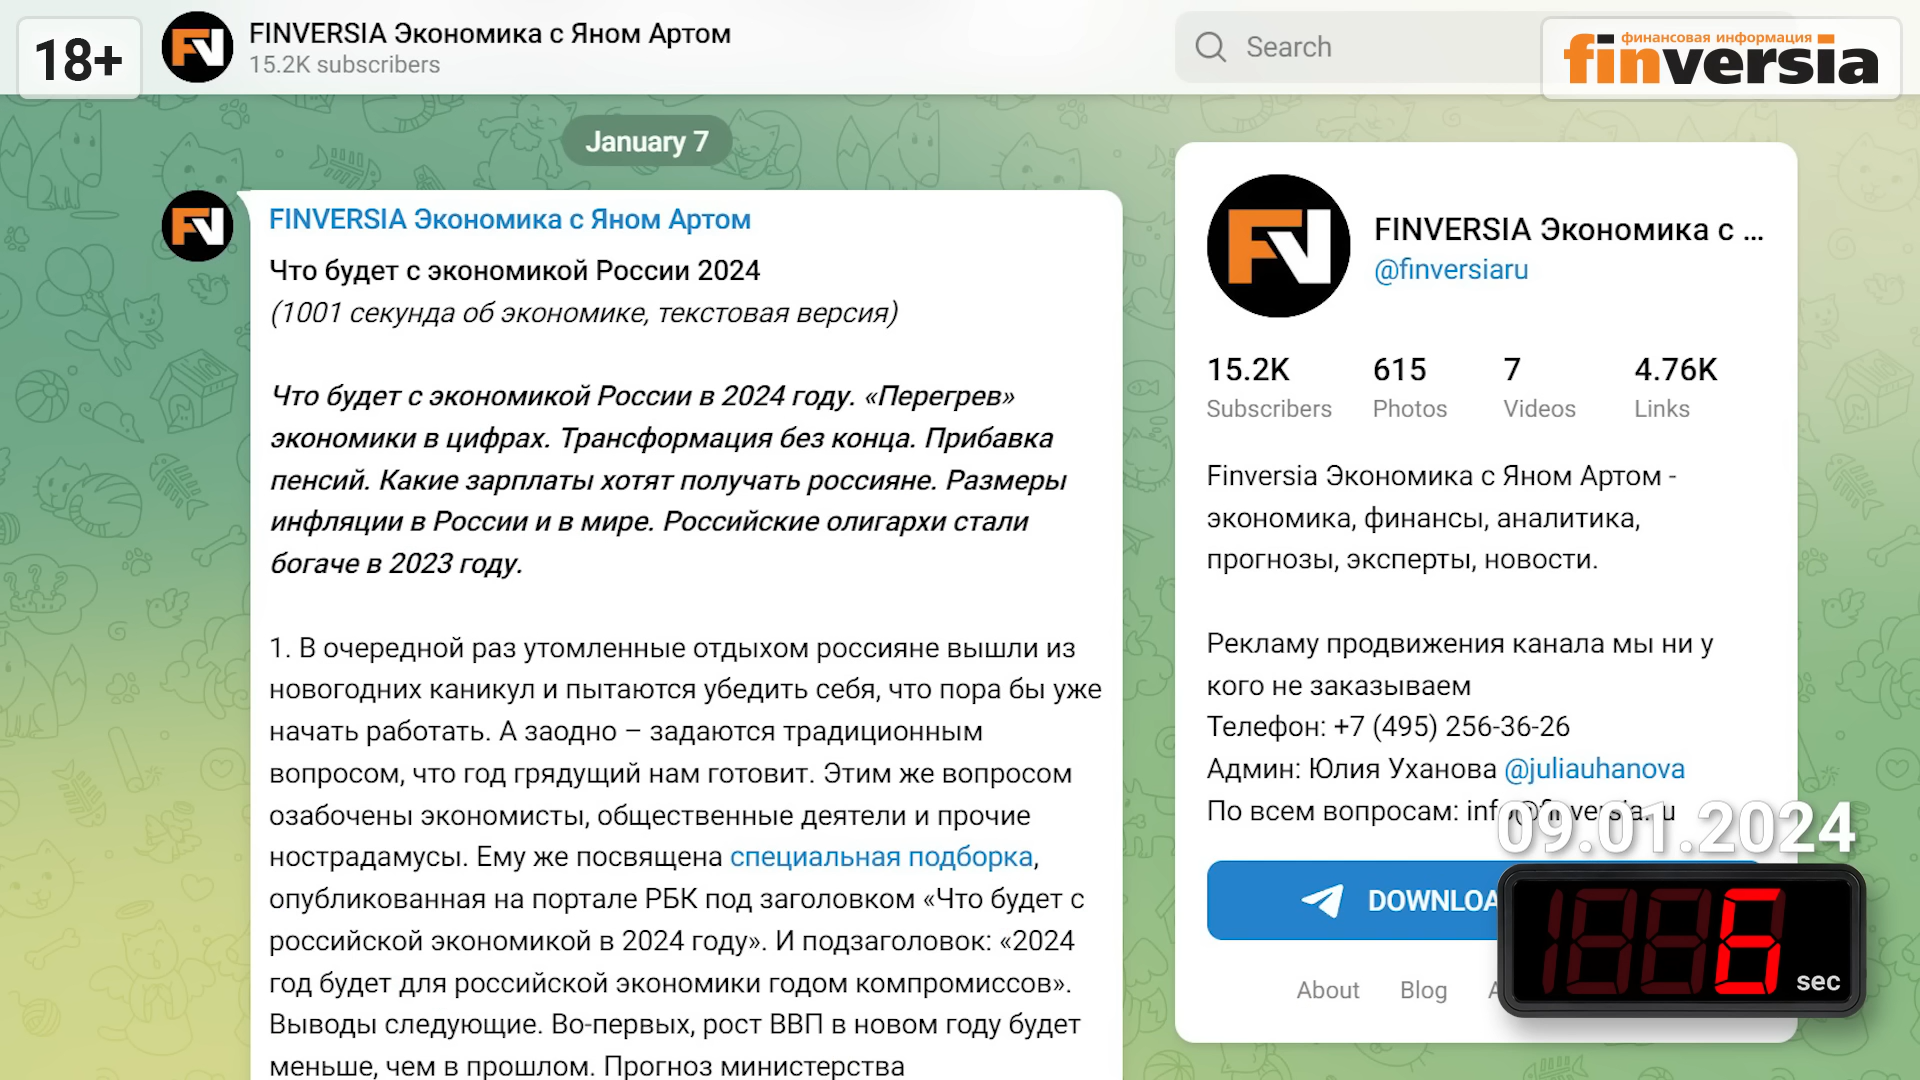 18+
FINVERSIA Экономика с Яном Артом
15.2K subscribers
Search
финансовая информация
finversia
January 7
FINVERSIA Экономика с Яном Артом
Что будет с экономикой России 2024
(1001 секунда об экономике, текстовая версия)
Что будет с экономикой России в 2024 году. «Перегрев»
экономики в цифрах. Трансформация без конца. Прибавка
пенсий. Какие зарплаты хотят получать россияне. Размеры
инфляции в России и в мире. Российские олигархи стали
богаче в 2023 году.
1. В очередной раз утомленные отдыхом россияне вышли из
новогодних каникул и пытаются убедить себя, что пора бы уже
начать работать. А заодно – задаются традиционным
вопросом, что год грядущий нам готовит. Этим же вопросом
озабочены экономисты, общественные деятели и прочие
нострадамусы. Ему же посвящена специальная подборка,
опубликованная на портале РБК под заголовком «Что будет с
российской экономикой в 2024 году». И подзаголовок: «2024
год будет для российской экономики годом компромиссов».
Выводы следующие. Во-первых, рост ВВП в новом году будет
меньше, чем в прошлом. Прогноз министерства
FINVERSIA Экономика с ...
@finversiaru
15.2K 615 7 4.76K
Subscribers Photos Videos Links
Finversia Экономика с Яном Артом -
экономика, финансы, аналитика,
прогнозы, эксперты, новости.
Рекламу продвижения канала мы ни у
кого не заказываем
Телефон: +7 (495) 256-36-26
Админ: Юлия Уханова @juliauhanova
По всем вопросам: info@finversia.ru
09.01.2024
DOWNLOA
6 sec
About Blog A